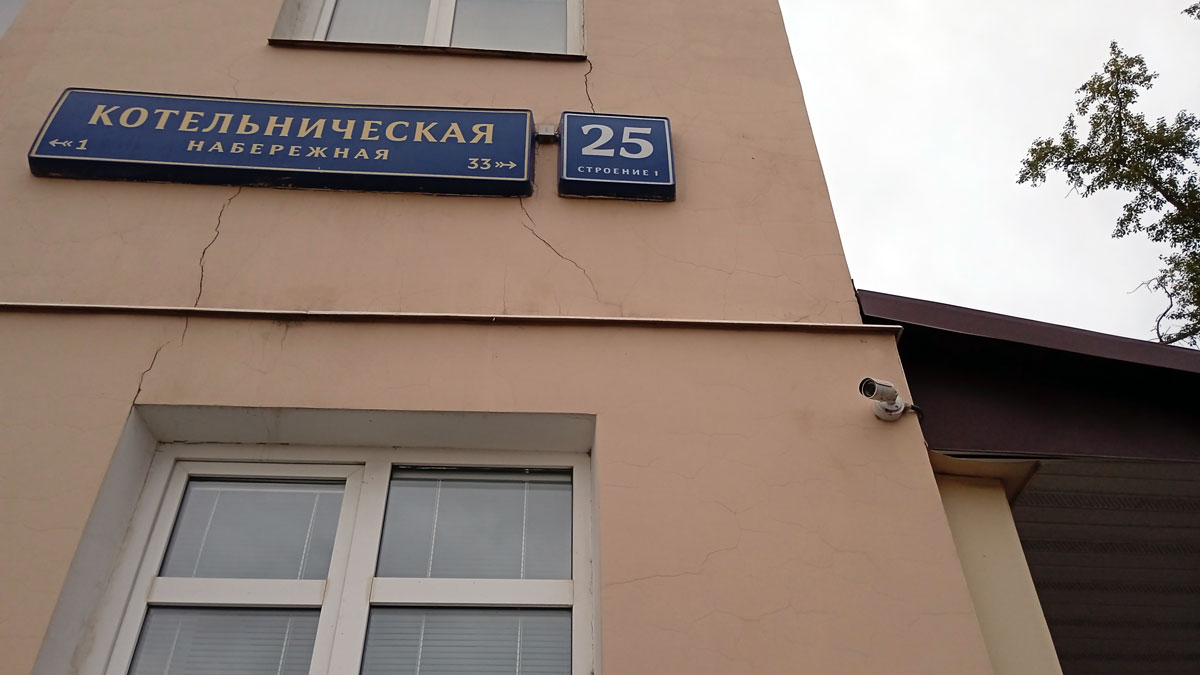 КОТЕЛЬНИЧЕСКАЯ
НАБЕРЕЖНАЯ
1
33
25
СТРОЕНИЕ 1